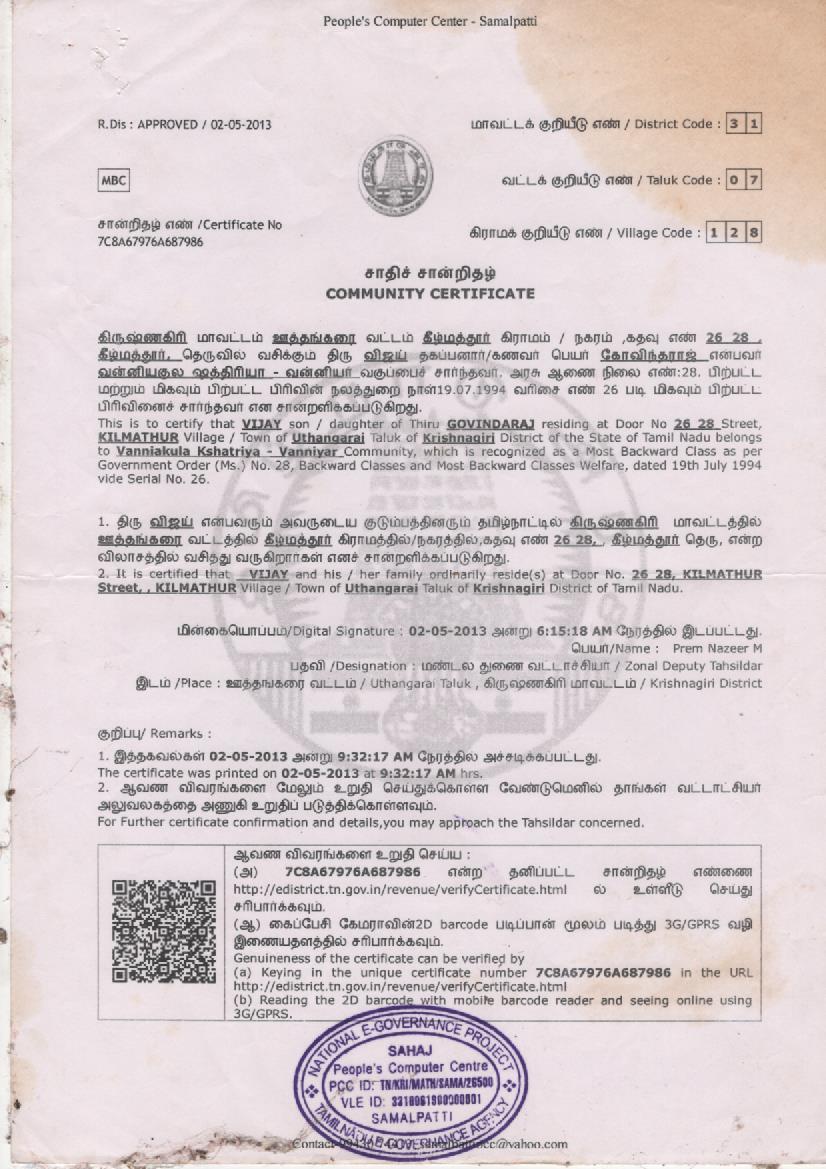 People's Computer Center - Samalpatti
R.Dis : APPROVED / 02-05-2013
மாவட்டக் குறியீடு எண் / District Code : 3 1
MBC
வட்டக் குறியீடு எண் / Taluk Code : 0 7
சான்றிதழ் எண் /Certificate No
7C8A67976A687986
கிராமக் குறியீடு எண் / Village Code : 1 2 8
சாதிச் சான்றிதழ்
COMMUNITY CERTIFICATE
கிருஷ்ணகிரி மாவட்டம் ஊத்தங்கரை வட்டம் கீழ்மத்தூர் கிராமம் / நகரம் ,கதவு எண் 26 28 ,
கீழ்மத்தூர், தெருவில் வசிக்கும் திரு விஜய் தகப்பனார்/கணவர் பெயர் கோவிந்தராஜ் என்பவர்
வன்னியகுல ஷத்திரியா - வன்னியர் வகுப்பைச் சார்ந்தவர். அரசு ஆணை நிலை எண்:28. பிற்பட்ட
மற்றும் மிகவும் பிற்பட்ட பிரிவின் நலத்துறை நாள்19.07.1994 வரிசை எண் 26 படி மிகவும் பிற்பட்ட
பிரிவினைச் சார்ந்தவர் என சான்றளிக்கப்படுகிறது.
This is to certify that VIJAY son / daughter of Thiru GOVINDARAJ residing at Door No 26 28 Street,
KILMATHUR Village / Town of Uthangarai Taluk of Krishnagiri District of the State of Tamil Nadu belongs
to Vanniakula Kshatriya - Vanniyar Community, which is recognized as a Most Backward Class as per
Government Order (Ms.) No. 28, Backward Classes and Most Backward Classes Welfare, dated 19th July 1994
vide Serial No. 26.
1. திரு விஜய் என்பவரும் அவருடைய குடும்பத்தினரும் தமிழ்நாட்டில் கிருஷ்ணகிரி மாவட்டத்தில்
ஊத்தங்கரை வட்டத்தில் கீழ்மத்தூர் கிராமத்தில்/நகரத்தில்,கதவு எண் 26 28, , கீழ்மத்தூர் தெரு, என்ற
விலாசத்தில் வசித்து வருகிறார்கள் எனச் சான்றளிக்கப்படுகிறது.
2. It is certified that VIJAY and his / her family ordinarily reside(s) at Door No. 26 28, KILMATHUR
Street, , KILMATHUR Village / Town of Uthangarai Taluk of Krishnagiri District of Tamil Nadu.
மின்கையொப்பம்/Digital Signature : 02-05-2013 அன்று 6:15:18 AM நேரத்தில் இடப்பட்டது.
பெயர்/Name : Prem Nazeer M
பதவி /Designation : மண்டல துணை வட்டாச்சியர் / Zonal Deputy Tahsildar
இடம் /Place : ஊத்தங்கரை வட்டம் / Uthangarai Taluk , கிருஷ்ணகிரி மாவட்டம் / Krishnagiri District
குறிப்பு/ Remarks :
1. இத்தகவல்கள் 02-05-2013 அன்று 9:32:17 AM நேரத்தில் அச்சடிக்கப்பட்டது.
The certificate was printed on 02-05-2013 at 9:32:17 AM hrs.
2. ஆவண விவரங்களை மேலும் உறுதி செய்துக்கொள்ள வேண்டுமெனில் தாங்கள் வட்டாட்சியர்
அலுவலகத்தை அணுகி உறுதிப் படுத்திக்கொள்ளவும்.
For Further certificate confirmation and details,you may approach the Tahsildar concerned.
ஆவண விவரங்களை உறுதி செய்ய :
(அ) 7C8A67976A687986 என்ற தனிப்பட்ட சான்றிதழ் எண்ணை
http://edistrict.tn.gov.in/revenue/verifyCertificate.html ல் உள்ளீடு செய்து
சரிபார்க்கவும்.
(ஆ) கைப்பேசி கேமராவின்2D barcode படிப்பான் மூலம் படித்து 3G/GPRS வழி
இணையதளத்தில் சரிபார்க்கவும்.
Genuineness of the certificate can be verified by
(a) Keying in the unique certificate number 7C8A67976A687986 in the URL
http://edistrict.tn.gov.in/revenue/verifyCertificate.html
(b) Reading the 2D barcode with mobile barcode reader and seeing online using
3G/GPRS.
NATIONAL E-GOVERNANCE PROJECT
SAHAJ
People's Computer Centre
PCC ID: TN/KRI/MATH/SAMA/26500
VLE ID:
SAMALPATTI
TAMILNADU E-GOVERNANCE AGENCY
@yahoo.com